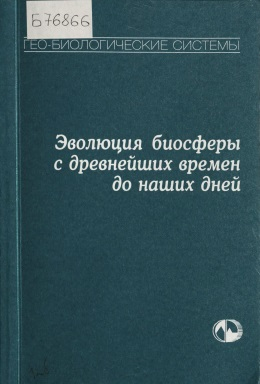 Б76866
ГЕО-БИОЛОГИЧЕСКИЕ СИСТЕМЫ
Эволюция биосферы
с древнейших времен
до наших дней